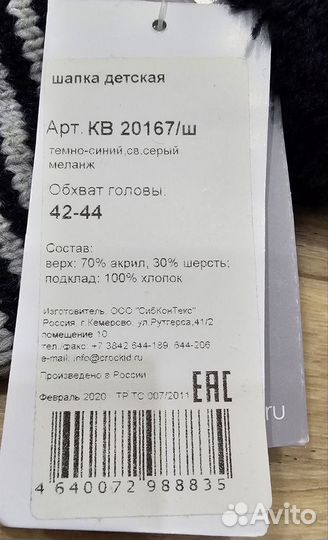 шапка детская
Арт. КВ 20167/ш
темно-синий,св.серый
меланж
Обхват головы:
42-44
Состав:
верх: 70% акрил, 30% шерсть;
подклад: 100% хлопок
Изготовитель: ООО "СибКонТекс"
Россия, г.Кемерово, ул.Рутгерса,41/2
помещение 10
тел./факс: +7 3842 644-189, 644-206
e-mail: info@crockid.ru
Произведено в России
Февраль 2020 ТР ТС 007/2011
EAC
ru
4 640072 988835
Avito